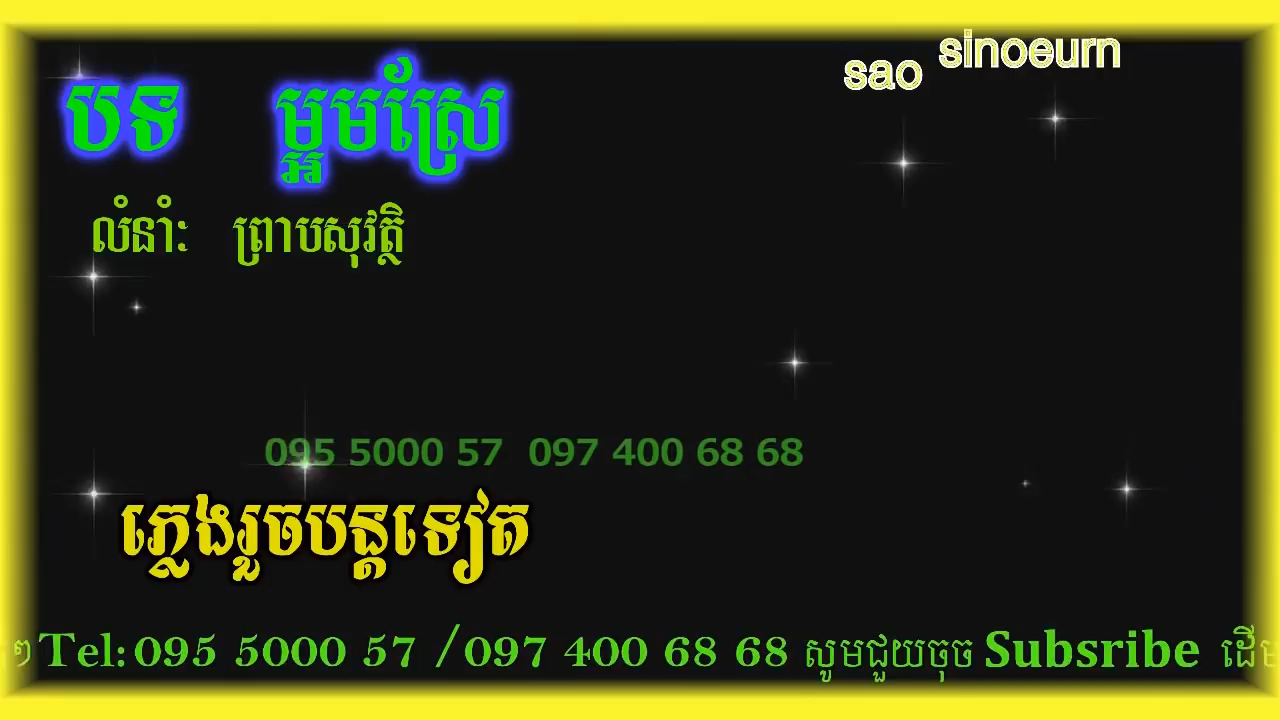 sao sinoeurn
បទ ម្អមស្រែ
លំនាំៈ ព្រាបសុវត្ថិ
095 5000 57 097 400 68 68
ភ្លេងរួចបន្តទៀត
Tel: 095 5000 57 /097 400 68 68 សូមជួយចុច Subsribe ដើម